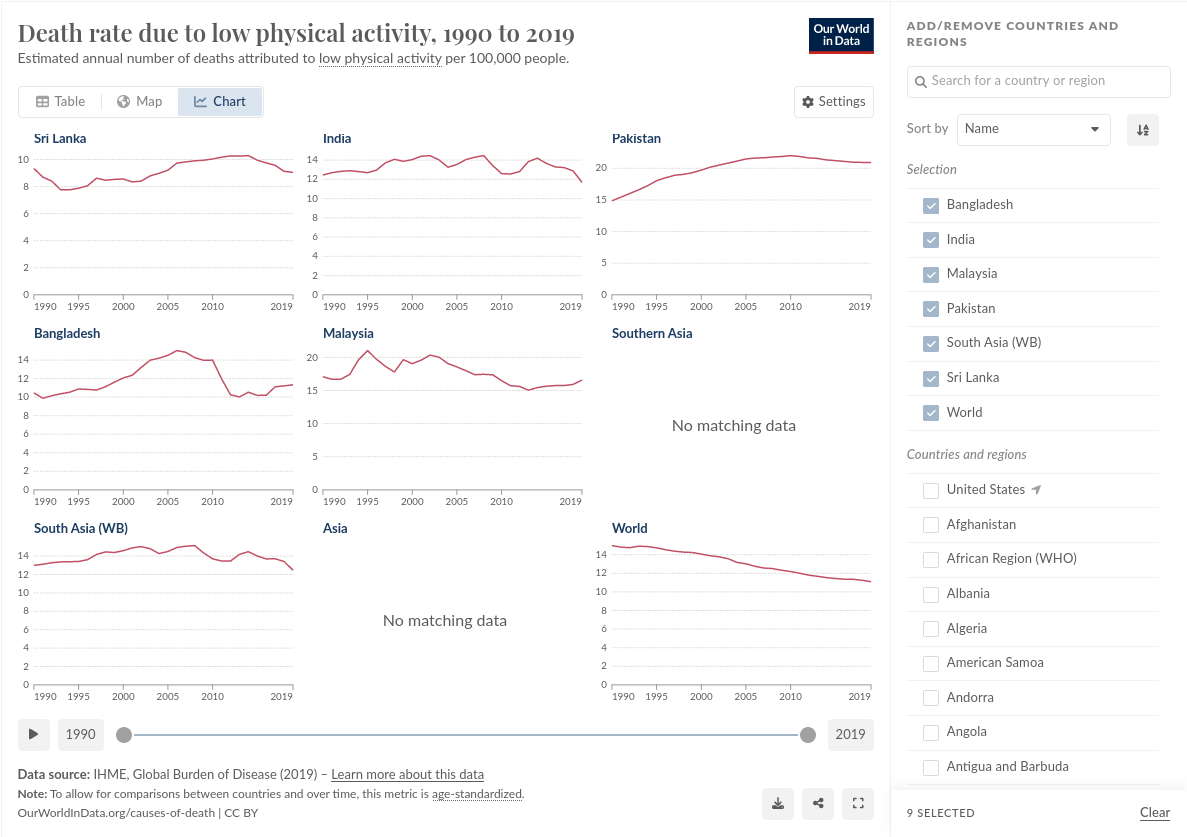 Death rate due to low physical activity, 1990 to 2019
Estimated annual number of deaths attributed to low physical activity per 100,000 people.
Our World
in Data
Table
Map
Chart
Settings
Sri Lanka
10
8
6
4
2
0
1990 1995 2000 2005 2010 2019
India
14
12
10
8
6
4
2
0
1990 1995 2000 2005 2010 2019
Pakistan
20
15
10
5
0
1990 1995 2000 2005 2010 2019
Bangladesh
14
12
10
8
6
4
2
0
1990 1995 2000 2005 2010 2019
Malaysia
20
15
10
5
0
1990 1995 2000 2005 2010 2019
Southern Asia
No matching data
South Asia (WB)
14
12
10
8
6
4
2
0
1990 1995 2000 2005 2010 2019
Asia
No matching data
World
14
12
10
8
6
4
2
0
1990 1995 2000 2005 2010 2019
1990
2019
Data source: IHME, Global Burden of Disease (2019) – Learn more about this data
Note: To allow for comparisons between countries and over time, this metric is age-standardized.
OurWorldInData.org/causes-of-death | CC BY
ADD/REMOVE COUNTRIES AND
REGIONS
Search for a country or region
Sort by Name
Selection
Bangladesh
India
Malaysia
Pakistan
South Asia (WB)
Sri Lanka
World
Countries and regions
United States
Afghanistan
African Region (WHO)
Albania
Algeria
American Samoa
Andorra
Angola
Antigua and Barbuda
9 SELECTED
Clear